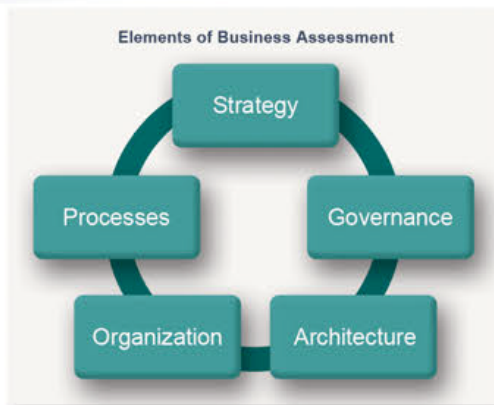 Elements of Business Assessment
Strategy
Processes
Governance
Organization
Architecture